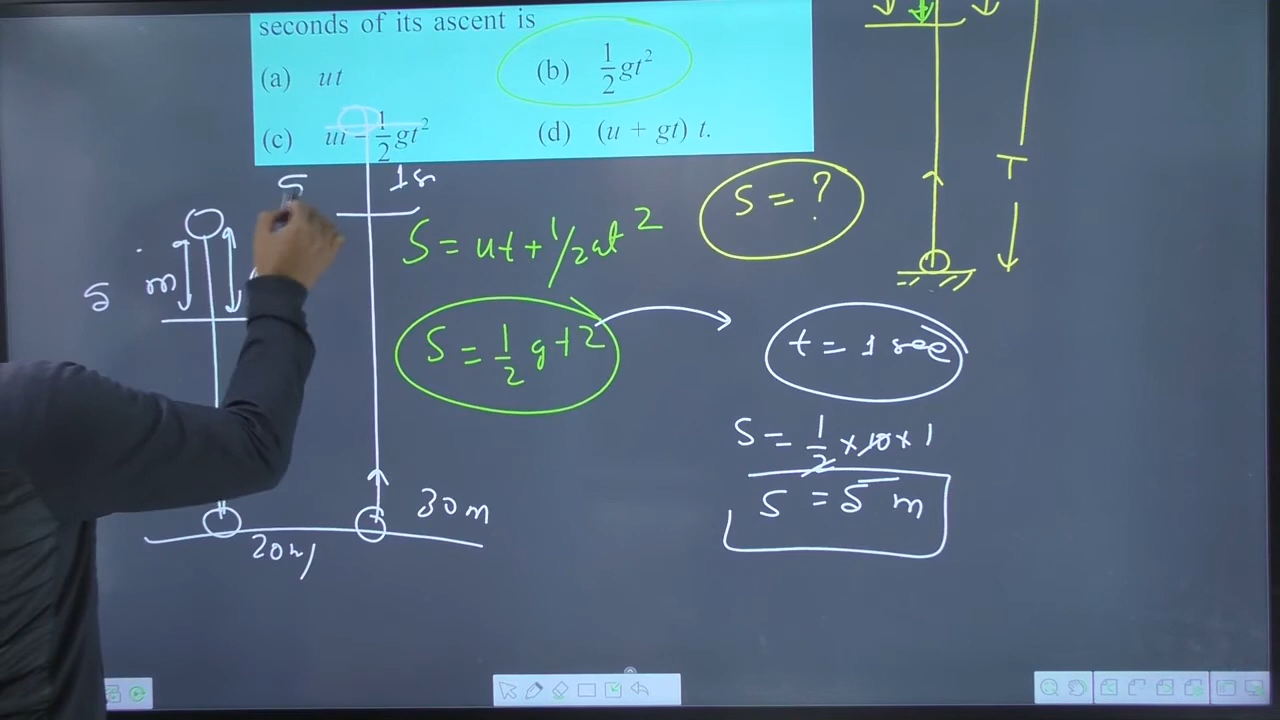 seconds of its ascent is
(a) ut
(b) 1/2 gt²
(c) ut - 1/2 gt²
(d) (u + gt) t.
5
1s
S = ut + 1/2 at²
S = ?
T
5 m
S = 1/2 gt2
t = 1 sec
S = 1/2 × 10 × 1
S = 5 m
30 m